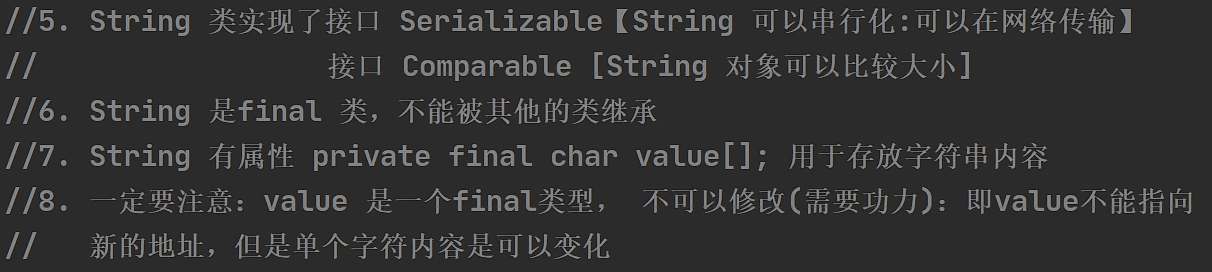 //5. String 类实现了接口 Serializable【String 可以串行化:可以在网络传输】
//                 接口 Comparable [String 对象可以比较大小]
//6. String 是final 类，不能被其他的类继承
//7. String 有属性 private final char value[]; 用于存放字符串内容
//8. 一定要注意：value 是一个final类型， 不可以修改(需要功力)：即value不能指向
//   新的地址，但是单个字符内容是可以变化